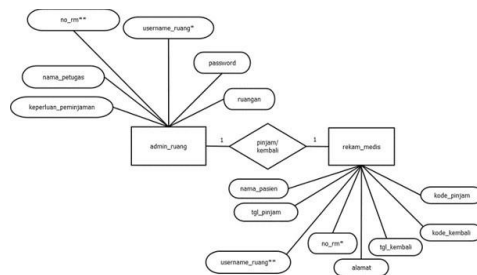 no_rm**
username_ruang*
password
nama_petugas
ruangan
keperluan_peminjaman
admin_ruang
1
pinjam/
kembali
1
rekam_medis
nama_pasien
kode_pinjam
tgl_pinjam
kode_kembali
no_rm*
tgl_kembali
username_ruang**
alamat